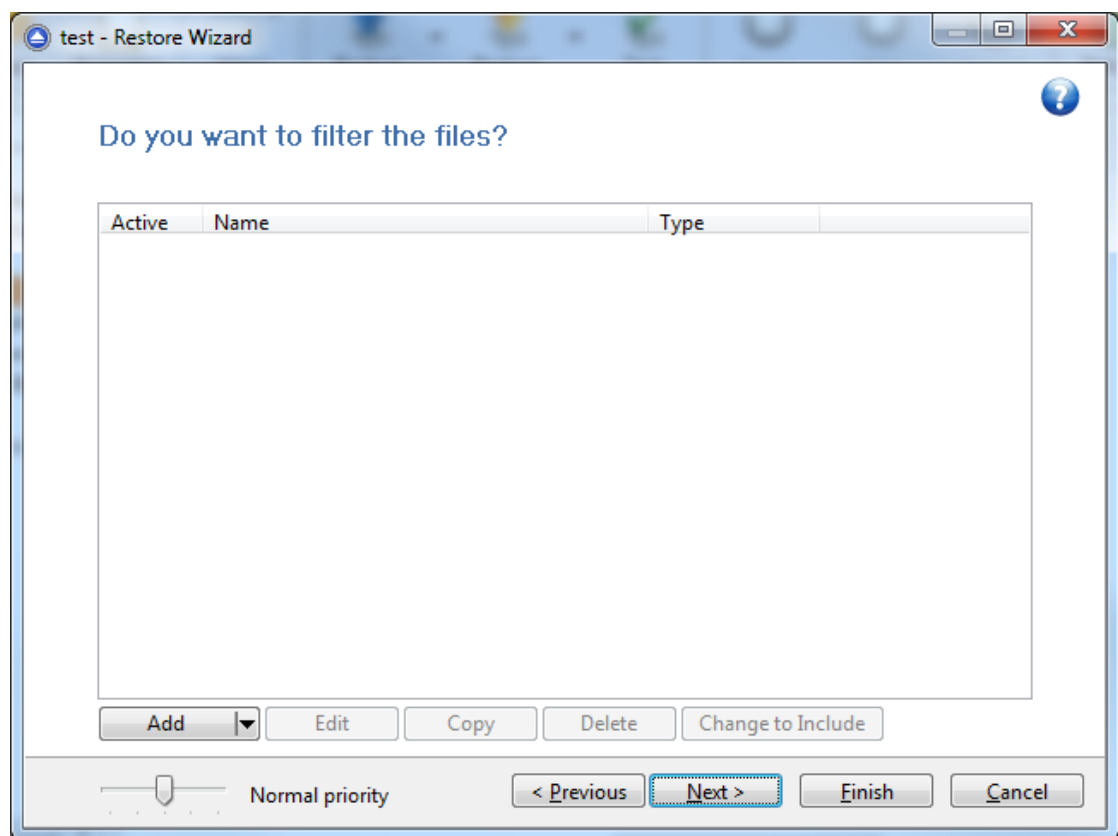 test - Restore Wizard
Do you want to filter the files?
Active Name Type
Add Edit Copy Delete Change to Include
Normal priority < Previous Next > Finish Cancel